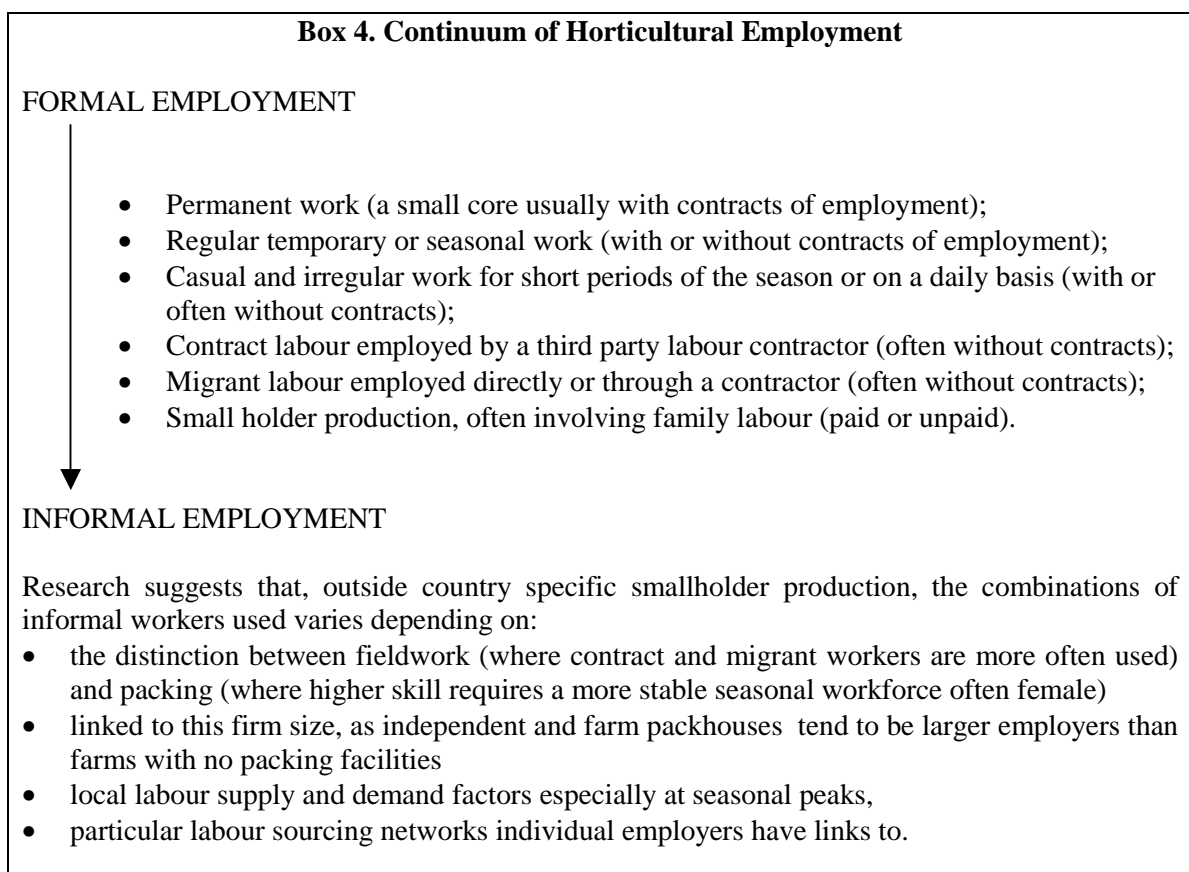 Box 4. Continuum of Horticultural Employment
FORMAL EMPLOYMENT
• Permanent work (a small core usually with contracts of employment);
• Regular temporary or seasonal work (with or without contracts of employment);
• Casual and irregular work for short periods of the season or on a daily basis (with or
often without contracts);
• Contract labour employed by a third party labour contractor (often without contracts);
• Migrant labour employed directly or through a contractor (often without contracts);
• Small holder production, often involving family labour (paid or unpaid).
INFORMAL EMPLOYMENT
Research suggests that, outside country specific smallholder production, the combinations of
informal workers used varies depending on:
• the distinction between fieldwork (where contract and migrant workers are more often used)
and packing (where higher skill requires a more stable seasonal workforce often female)
• linked to this firm size, as independent and farm packhouses tend to be larger employers than
farms with no packing facilities
• local labour supply and demand factors especially at seasonal peaks,
• particular labour sourcing networks individual employers have links to.